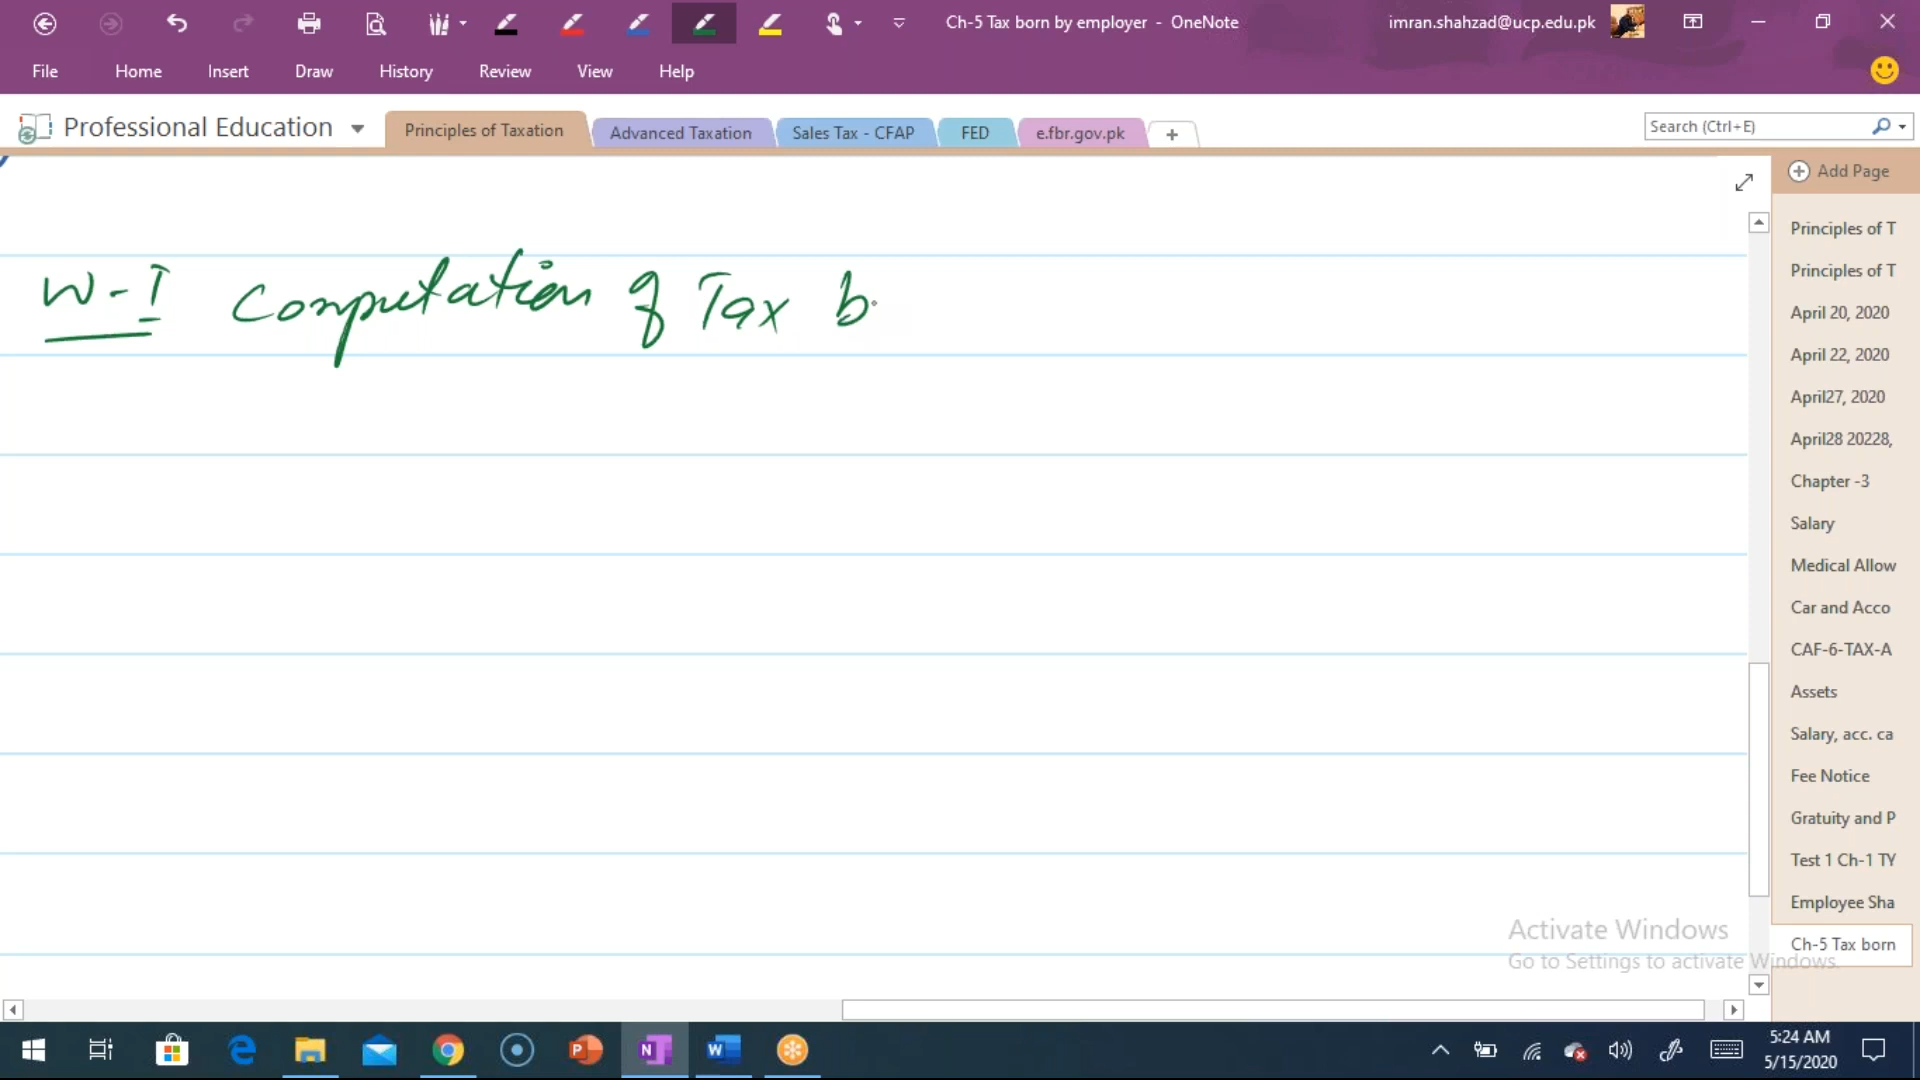 Ch-5 Tax born by employer - OneNote
imran.shahzad@ucp.edu.pk
File Home Insert Draw History Review View Help
Professional Education
Principles of Taxation
Advanced Taxation
Sales Tax - CFAP
FED
e.fbr.gov.pk
+
Search (Ctrl+E)
Add Page
W-I Computation of Tax b
Principles of T
Principles of T
April 20, 2020
April 22, 2020
April27, 2020
April28 20228,
Chapter -3
Salary
Medical Allow
Car and Acco
CAF-6-TAX-A
Assets
Salary, acc. ca
Fee Notice
Gratuity and P
Test 1 Ch-1 TY
Employee Sha
Ch-5 Tax born
Activate Windows
Go to Settings to activate Windows.
5:24 AM
5/15/2020